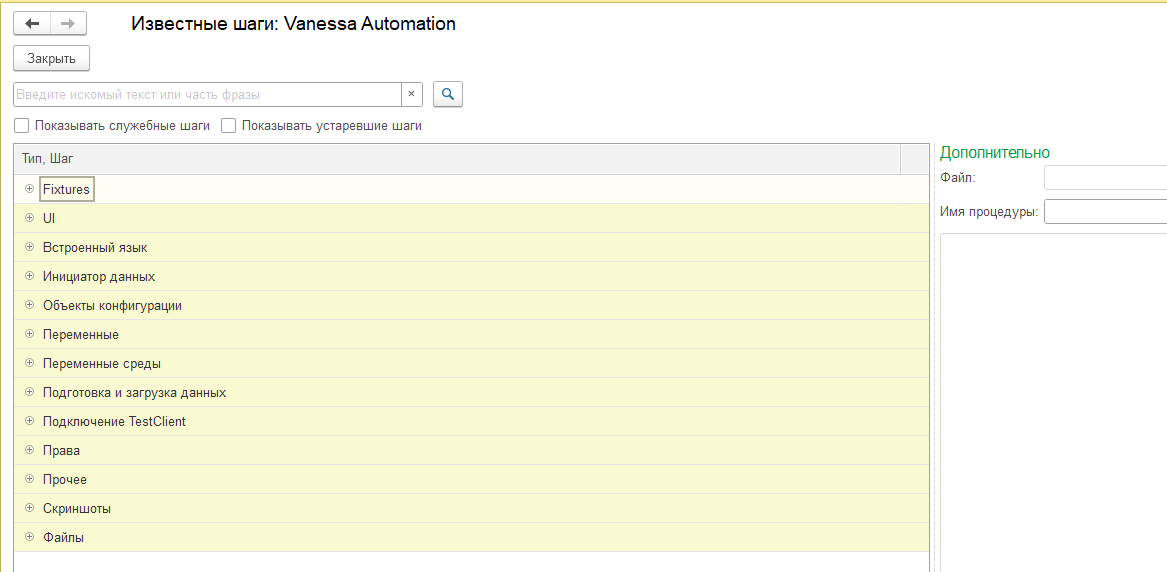 Известные шаги: Vanessa Automation
Закрыть
Введите искомый текст или часть фразы
Показывать служебные шаги Показывать устаревшие шаги
Тип, Шаг
Fixtures
UI
Встроенный язык
Инициатор данных
Объекты конфигурации
Переменные
Переменные среды
Подготовка и загрузка данных
Подключение TestClient
Права
Прочее
Скриншоты
Файлы
Дополнительно
Файл:
Имя процедуры: